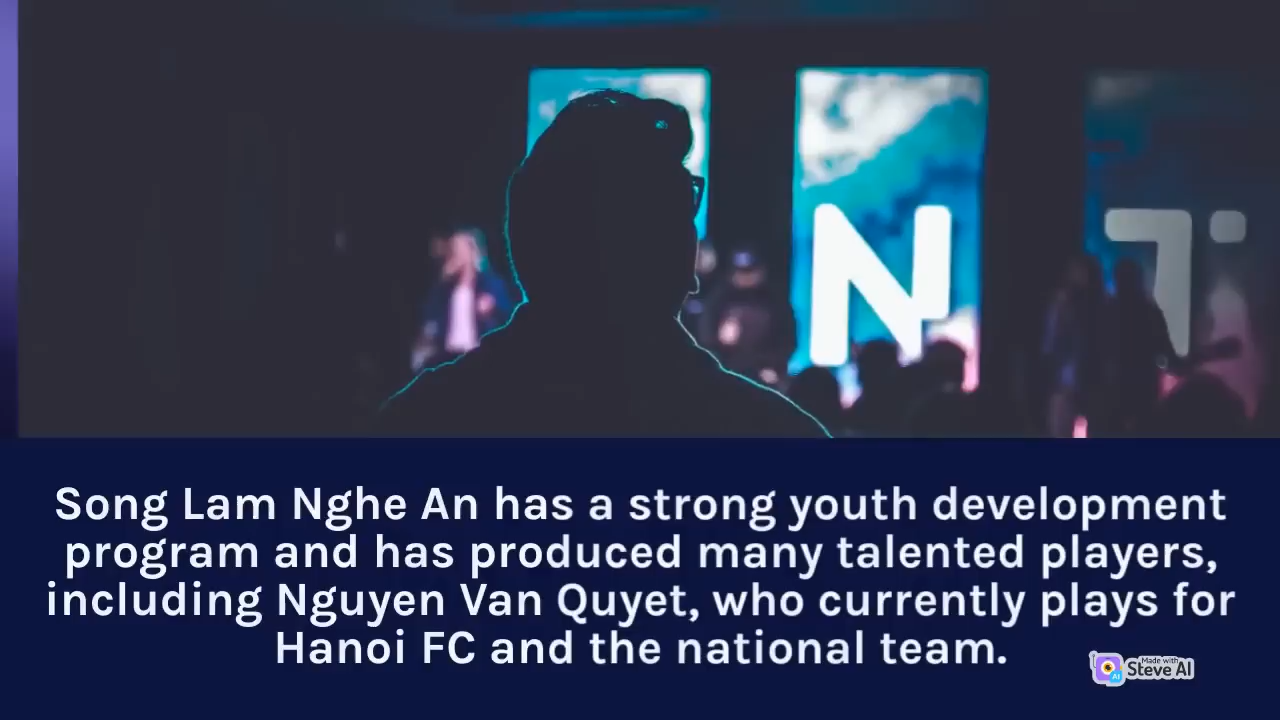 N
Song Lam Nghe An has a strong youth development
program and has produced many talented players,
including Nguyen Van Quyet, who currently plays for
Hanoi FC and the national team.
Made with
Steve AI